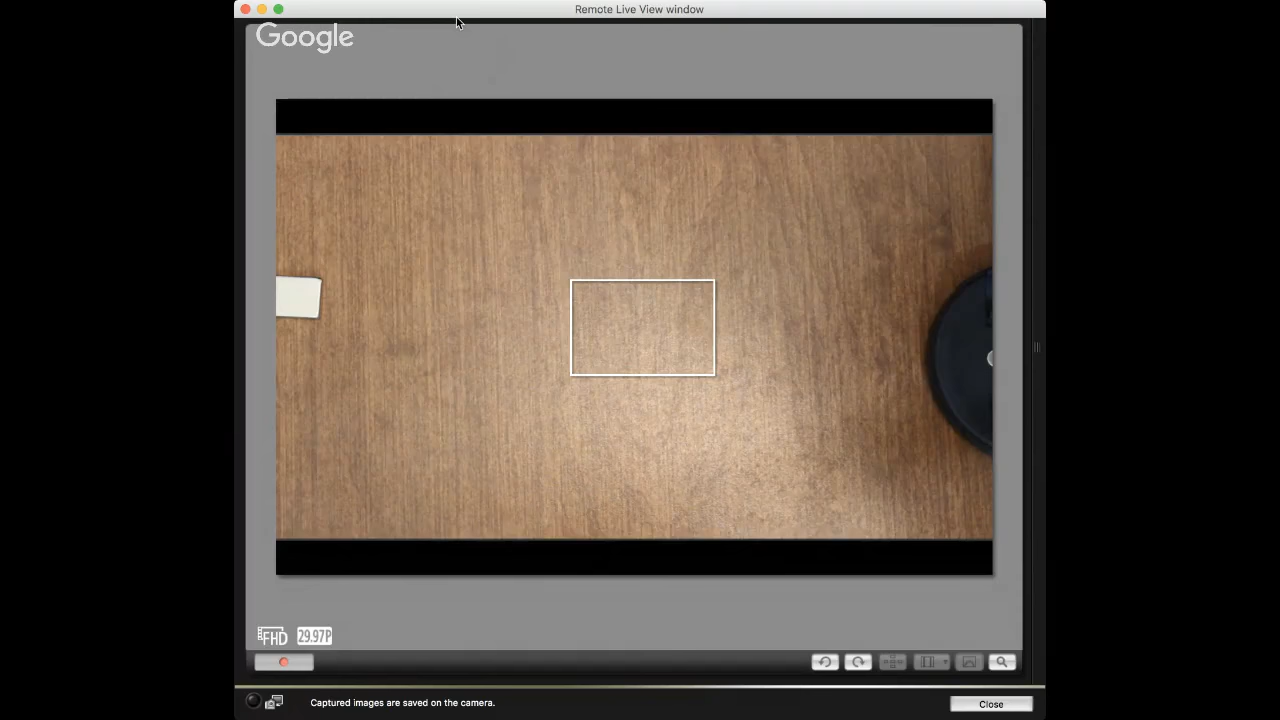 Remote Live View window
Google
FHD 29.97P
Captured images are saved on the camera.
Close